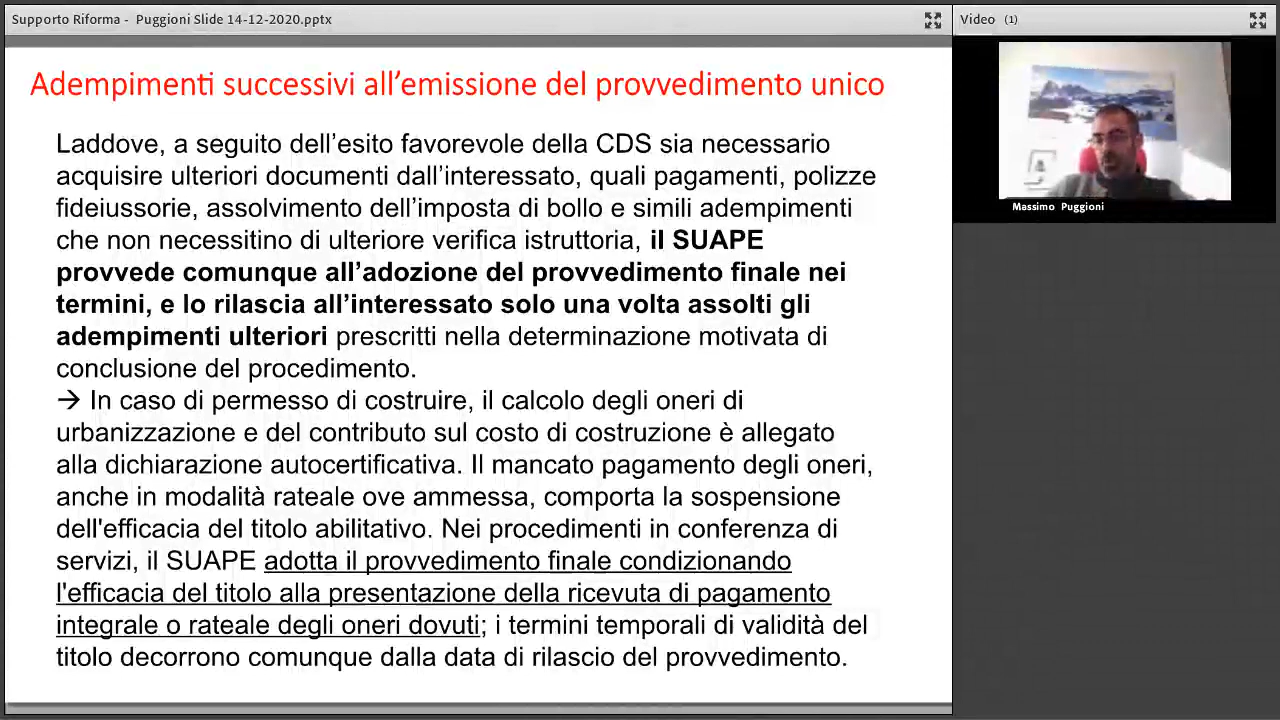 Supporto Riforma - Puggioni Slide 14-12-2020.pptx
Video (1)
Massimo Puggioni
Adempimenti successivi all’emissione del provvedimento unico
Laddove, a seguito dell’esito favorevole della CDS sia necessario
acquisire ulteriori documenti dall’interessato, quali pagamenti, polizze
fideiussorie, assolvimento dell’imposta di bollo e simili adempimenti
che non necessitino di ulteriore verifica istruttoria, il SUAPE
provvede comunque all’adozione del provvedimento finale nei
termini, e lo rilascia all’interessato solo una volta assolti gli
adempimenti ulteriori prescritti nella determinazione motivata di
conclusione del procedimento.
→ In caso di permesso di costruire, il calcolo degli oneri di
urbanizzazione e del contributo sul costo di costruzione è allegato
alla dichiarazione autocertificativa. Il mancato pagamento degli oneri,
anche in modalità rateale ove ammessa, comporta la sospensione
dell'efficacia del titolo abilitativo. Nei procedimenti in conferenza di
servizi, il SUAPE adotta il provvedimento finale condizionando
l'efficacia del titolo alla presentazione della ricevuta di pagamento
integrale o rateale degli oneri dovuti; i termini temporali di validità del
titolo decorrono comunque dalla data di rilascio del provvedimento.